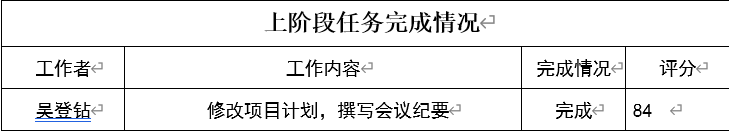 上阶段任务完成情况
工作者 工作内容 完成情况 评分
吴登钻 修改项目计划，撰写会议纪要 完成 84